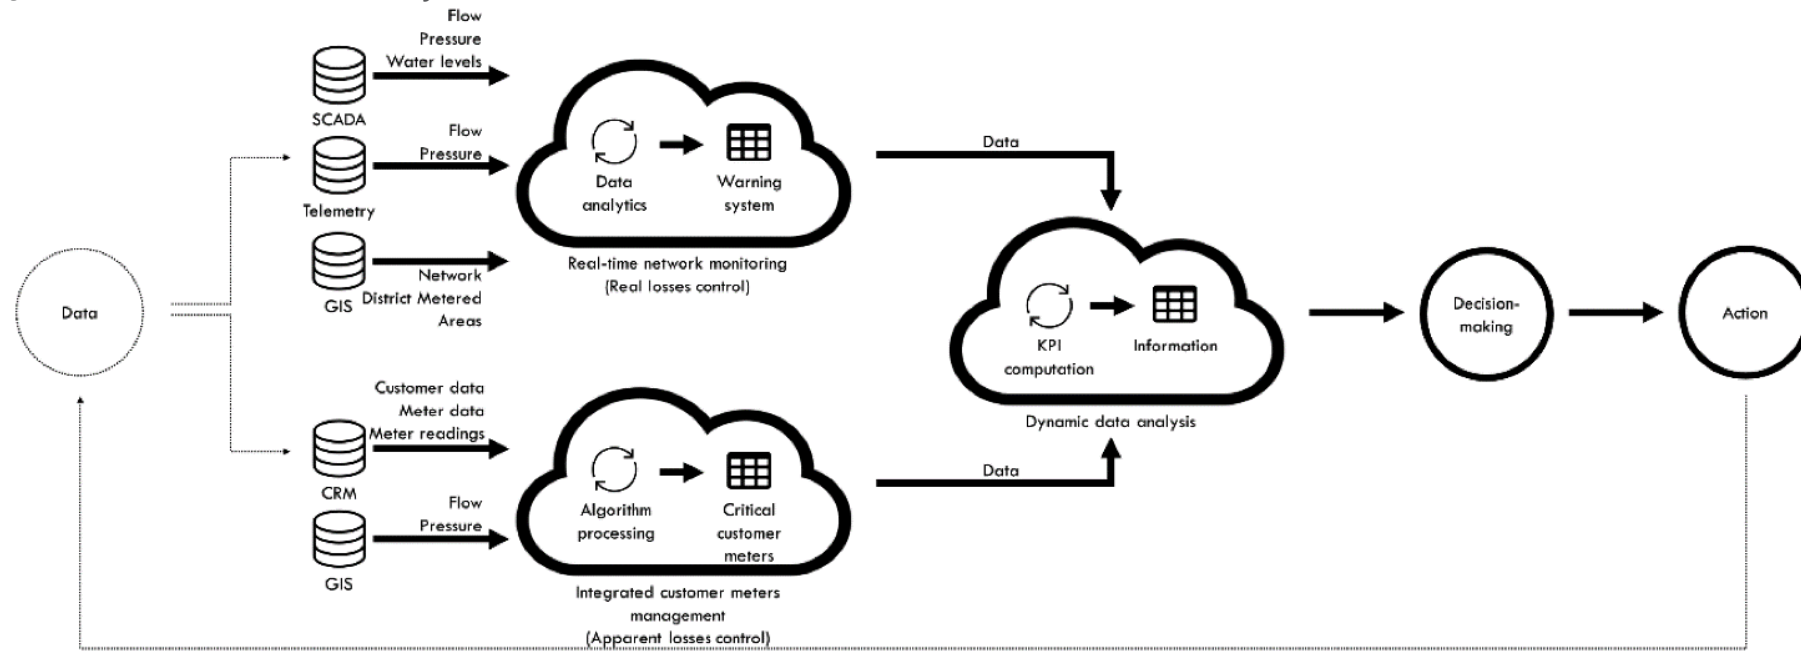 Flow
Pressure
Water levels
SCADA
Flow
Pressure
Telemetry
Network
District Metered
Areas
GIS
Data
analytics
Warning
system
Real-time network monitoring
(Real losses control)
Data
Data
Customer data
Meter data
Meter readings
CRM
Flow
Pressure
GIS
Algorithm
processing
Critical
customer
meters
Integrated customer meters
management
(Apparent losses control)
Data
KPI
computation
Information
Dynamic data analysis
Decision-
making
Action